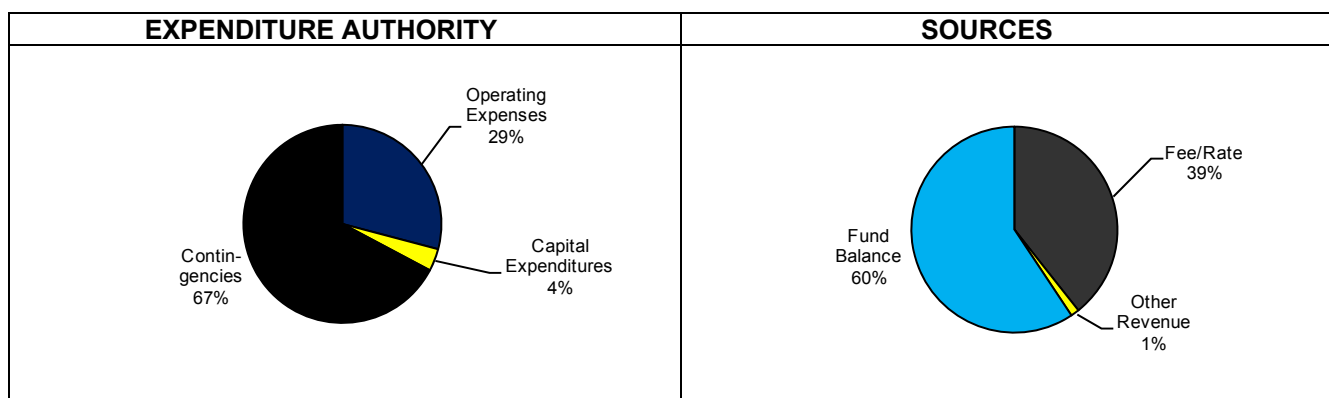 EXPENDITURE AUTHORITY
Operating
Expenses
29%
Capital
Expenditures
4%
Contin-
gencies
67%
SOURCES
Fee/Rate
39%
Other
Revenue
1%
Fund
Balance
60%